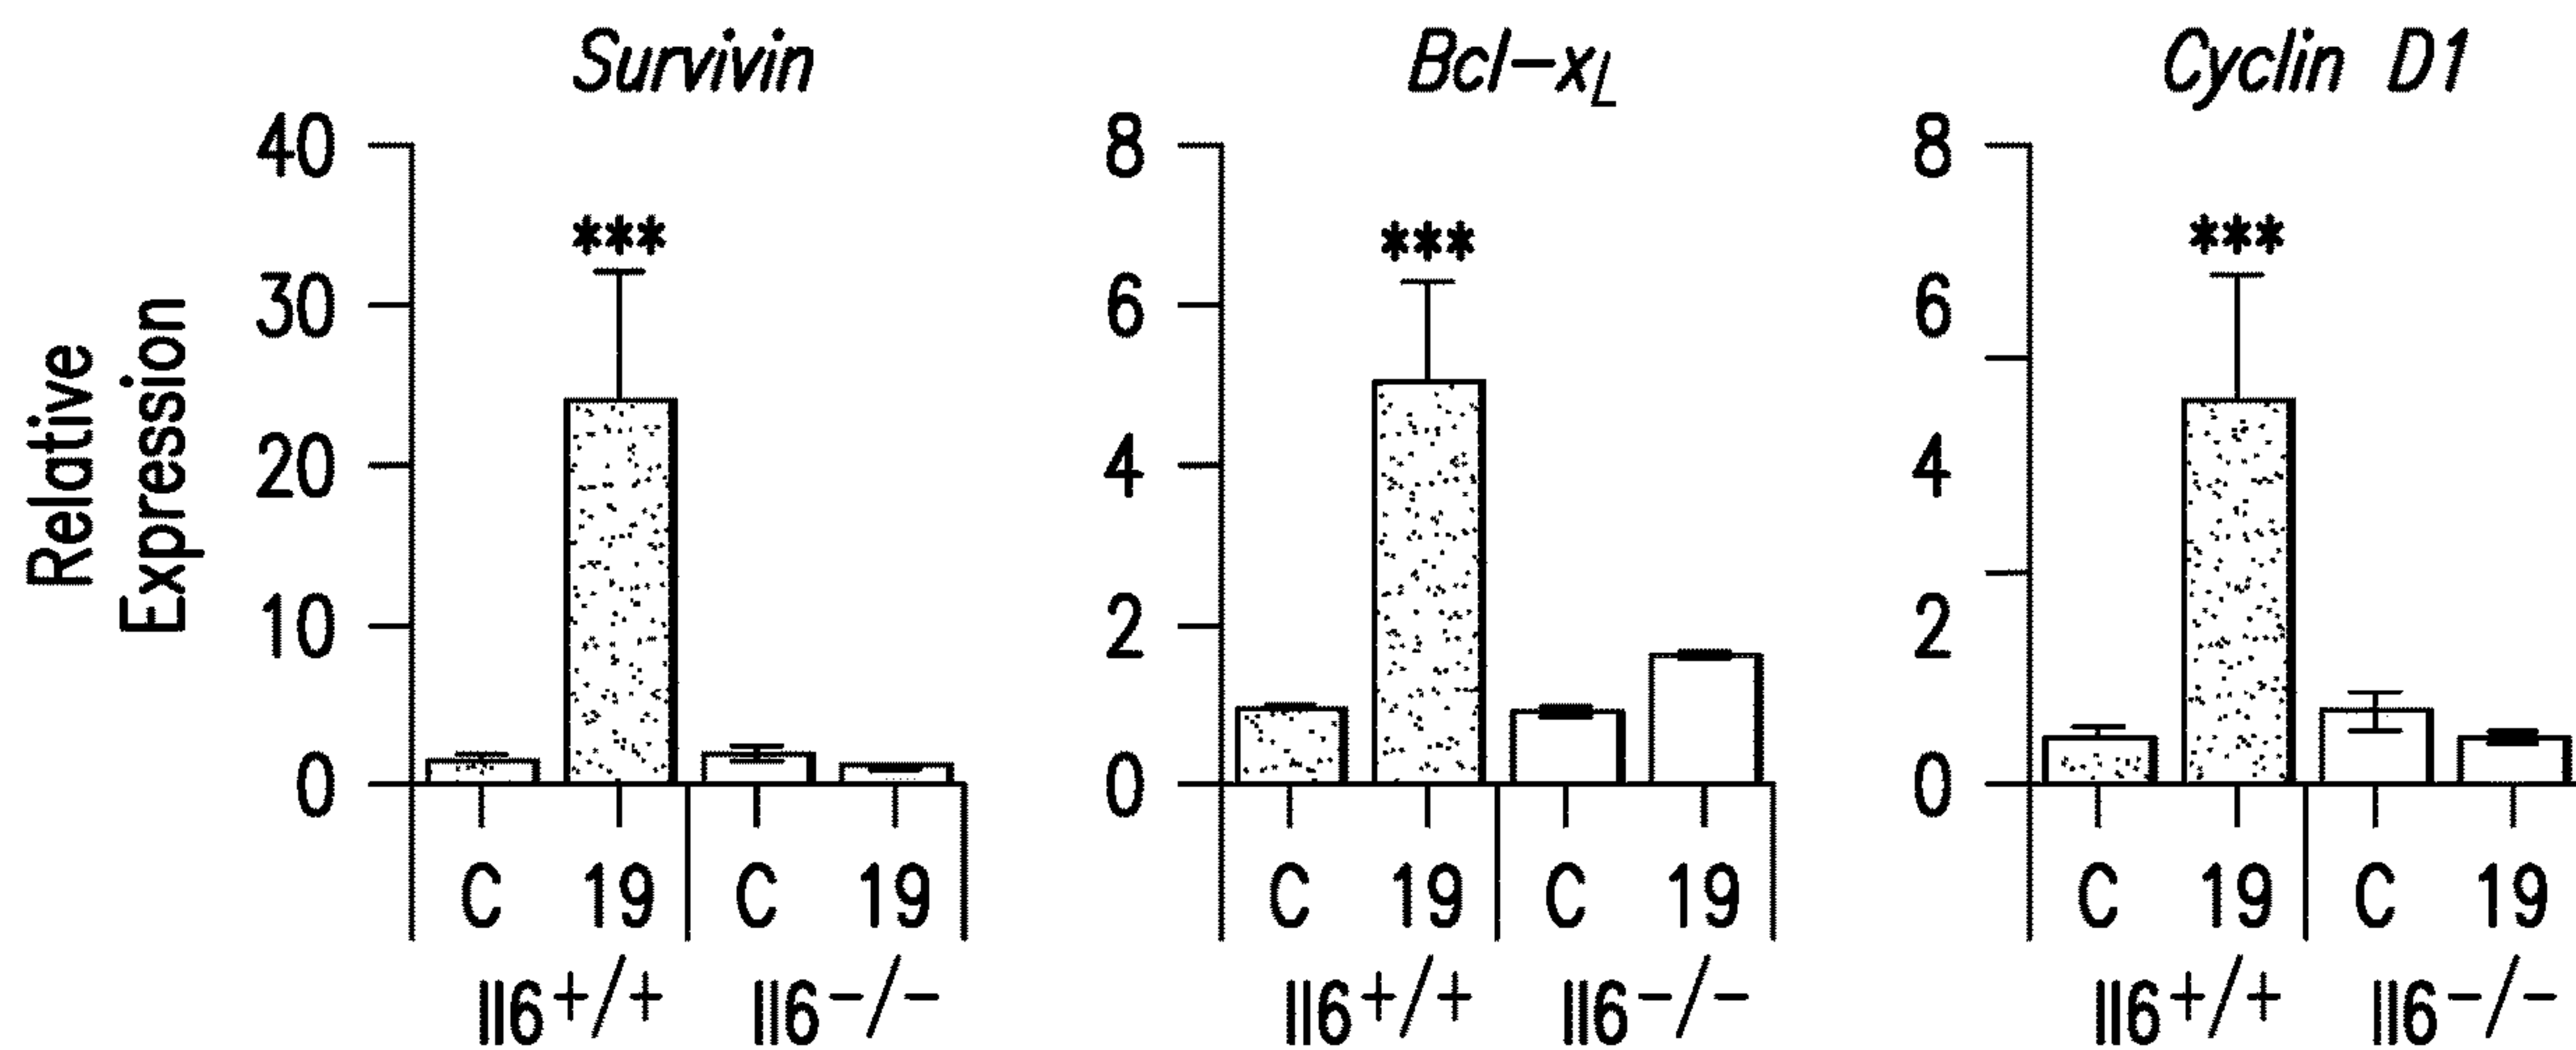 Survivin
Bcl-xL
Cyclin D1
Relative
Expression
40
30
20
10
0
***
C 19 C 19
Il6+/+ Il6-/-
8
6
4
2
0
***
C 19 C 19
Il6+/+ Il6-/-
8
6
4
2
0
***
C 19 C 19
Il6+/+ Il6-/-